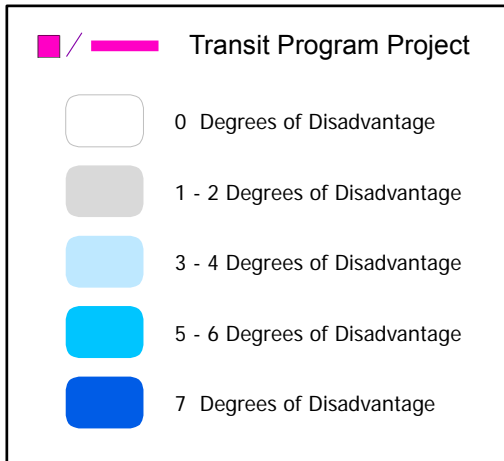 Transit Program Project
0 Degrees of Disadvantage
1 - 2 Degrees of Disadvantage
3 - 4 Degrees of Disadvantage
5 - 6 Degrees of Disadvantage
7 Degrees of Disadvantage